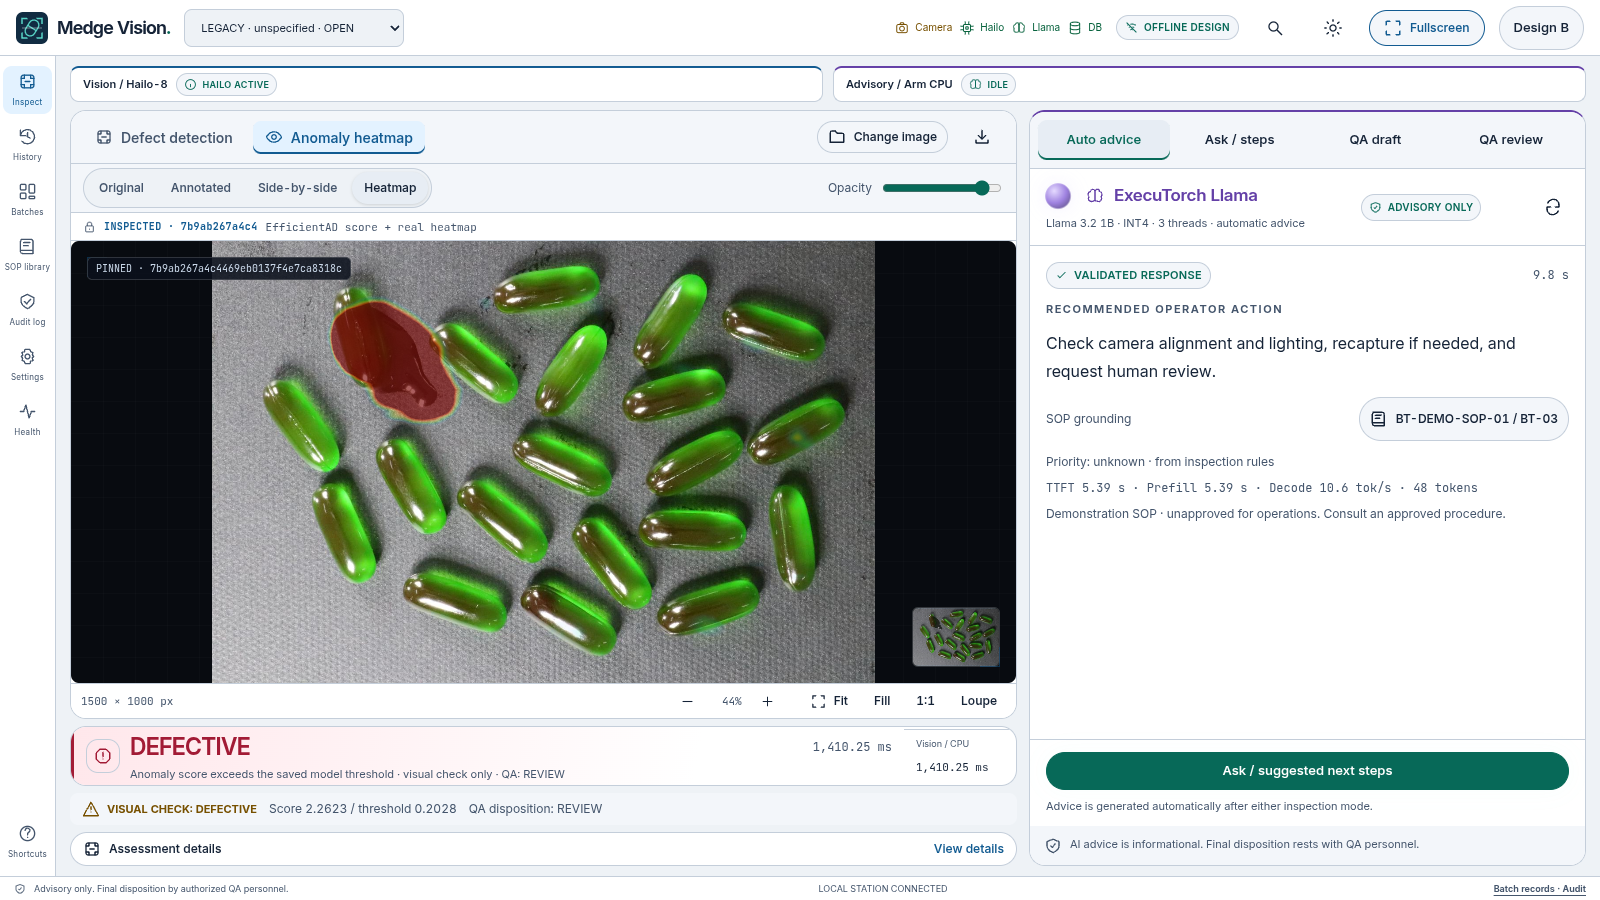 Medge Vision.
LEGACY · unspecified · OPEN
Camera
Hailo
Llama
DB
OFFLINE DESIGN
Fullscreen
Design B
Inspect
History
Batches
SOP library
Audit log
Settings
Health
Shortcuts
Vision / Hailo-8
HAILO ACTIVE
Advisory / Arm CPU
IDLE
Defect detection
Anomaly heatmap
Change image
Original
Annotated
Side-by-side
Heatmap
Opacity
INSPECTED · 7b9ab267a4c4 EfficientAD score + real heatmap
PINNED · 7b9ab267a4c4469eb0137f4e7ca8318c
1500 × 1000 px
44%
Fit
Fill
1:1
Loupe
DEFECTIVE
Anomaly score exceeds the saved model threshold · visual check only · QA: REVIEW
1,410.25 ms
Vision / CPU
1,410.25 ms
VISUAL CHECK: DEFECTIVE Score 2.2623 / threshold 0.2028 QA disposition: REVIEW
Assessment details
View details
Auto advice
Ask / steps
QA draft
QA review
ExecuTorch Llama
Llama 3.2 1B · INT4 · 3 threads · automatic advice
ADVISORY ONLY
VALIDATED RESPONSE
9.8 s
RECOMMENDED OPERATOR ACTION
Check camera alignment and lighting, recapture if needed, and
request human review.
SOP grounding
BT-DEMO-SOP-01 / BT-03
Priority: unknown · from inspection rules
TTFT 5.39 s · Prefill 5.39 s · Decode 10.6 tok/s · 48 tokens
Demonstration SOP · unapproved for operations. Consult an approved procedure.
Ask / suggested next steps
Advice is generated automatically after either inspection mode.
AI advice is informational. Final disposition rests with QA personnel.
Advisory only. Final disposition by authorized QA personnel.
LOCAL STATION CONNECTED
Batch records · Audit